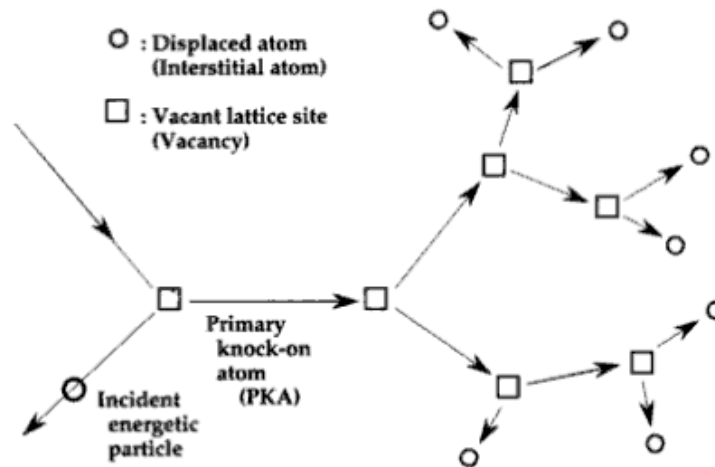 : Displaced atom
(Interstitial atom)
: Vacant lattice site
(Vacancy)
Primary
knock-on
atom
(PKA)
Incident
energetic
particle